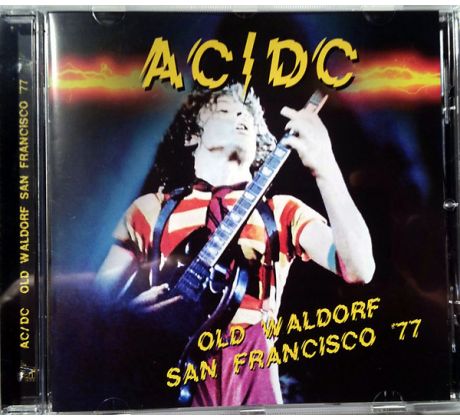 AC/DC
OLD WALDORF
SAN FRANCISCO '77
AC/DC OLD WALDORF SAN FRANCISCO '77